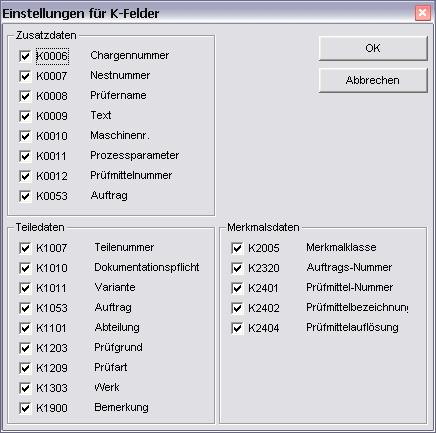 Einstellungen für K-Felder
Zusatzdaten
K0006 Chargennummer
K0007 Nestnummer
K0008 Prüfername
K0009 Text
K0010 Maschinenr.
K0011 Prozessparameter
K0012 Prüfmittelnummer
K0053 Auftrag
OK
Abbrechen
Teiledaten
K1007 Teilenummer
K1010 Dokumentationspflicht
K1011 Variante
K1053 Auftrag
K1101 Abteilung
K1203 Prüfgrund
K1209 Prüfart
K1303 Werk
K1900 Bemerkung
Merkmalsdaten
K2005 Merkmalklasse
K2320 Auftrags-Nummer
K2401 Prüfmittel-Nummer
K2402 Prüfmittelbezeichnung
K2404 Prüfmittelauflösung